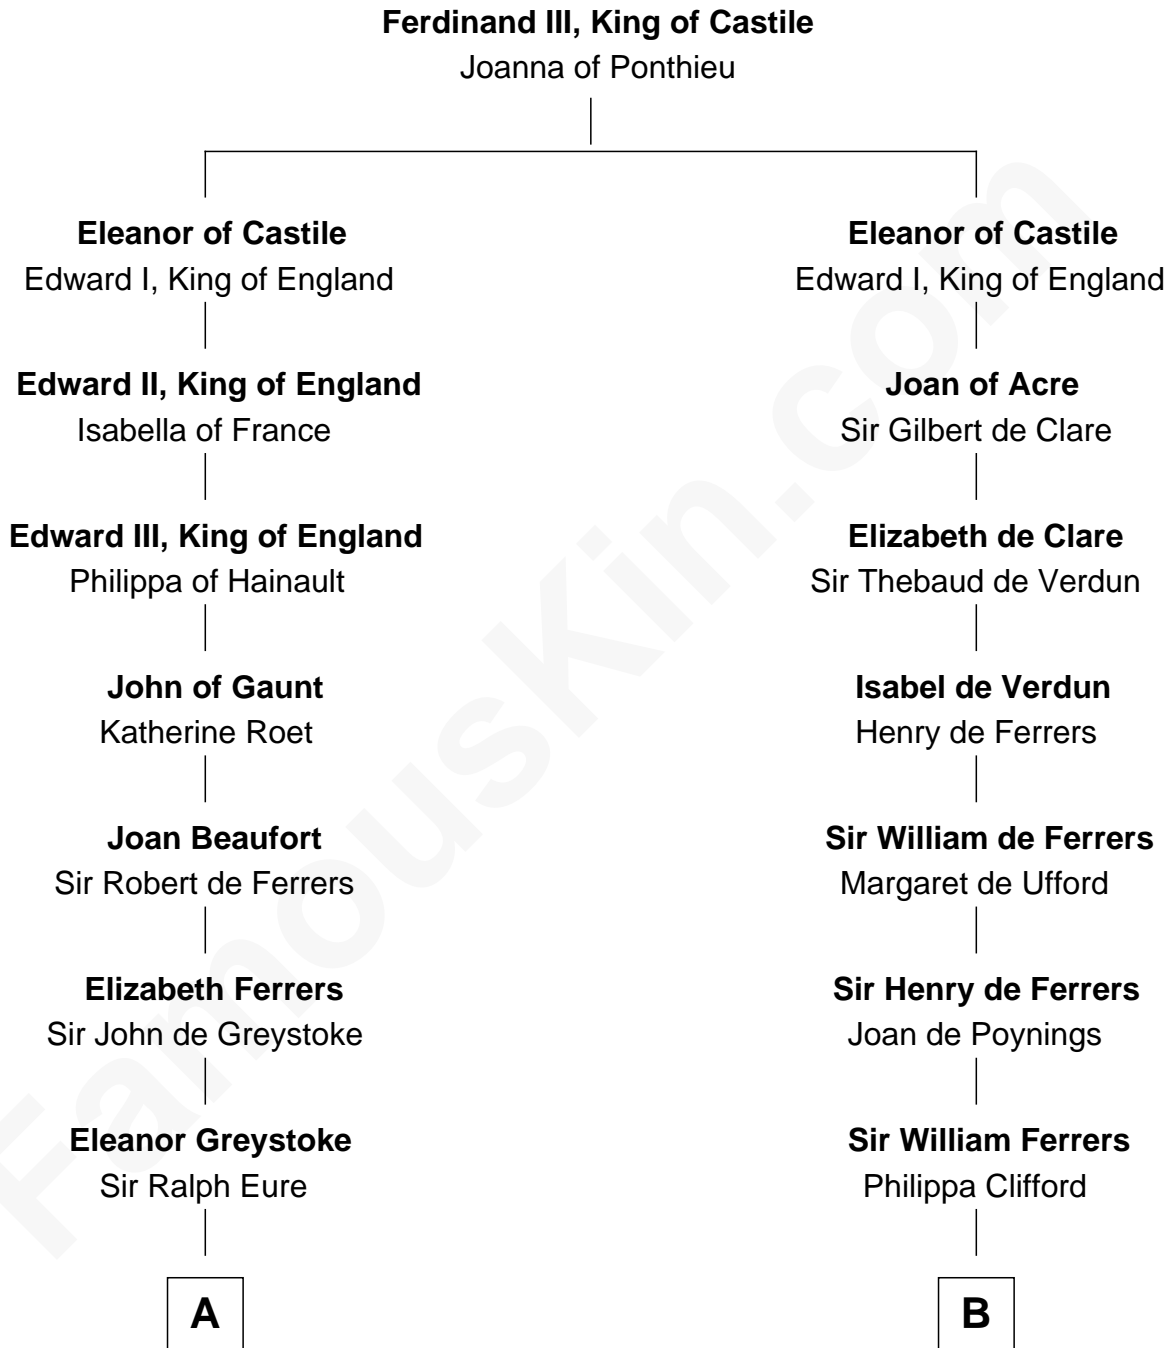 Ferdinand III, King of Castile
Joanna of Ponthieu
Eleanor of Castile
Edward I, King of England
Edward II, King of England
Isabella of France
Edward III, King of England
Philippa of Hainault
John of Gaunt
Katherine Roet
Joan Beaufort
Sir Robert de Ferrers
Elizabeth Ferrers
Sir John de Greystoke
Eleanor Greystoke
Sir Ralph Eure
A
Eleanor of Castile
Edward I, King of England
Joan of Acre
Sir Gilbert de Clare
Elizabeth de Clare
Sir Thebaud de Verdun
Isabel de Verdun
Henry de Ferrers
Sir William de Ferrers
Margaret de Ufford
Sir Henry de Ferrers
Joan de Poynings
Sir William Ferrers
Philippa Clifford
B
FamousKin.com